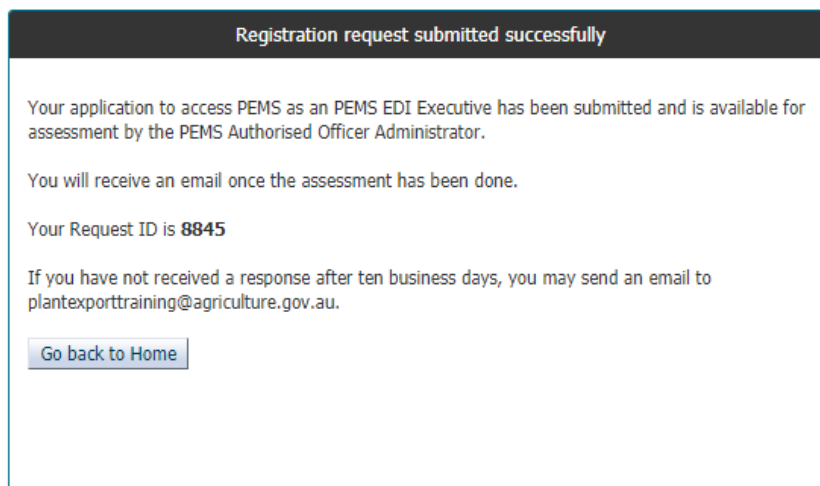 Registration request submitted successfully
Your application to access PEMS as an PEMS EDI Executive has been submitted and is available for
assessment by the PEMS Authorised Officer Administrator.
You will receive an email once the assessment has been done.
Your Request ID is 8845
If you have not received a response after ten business days, you may send an email to
plantexporttraining@agriculture.gov.au.
Go back to Home